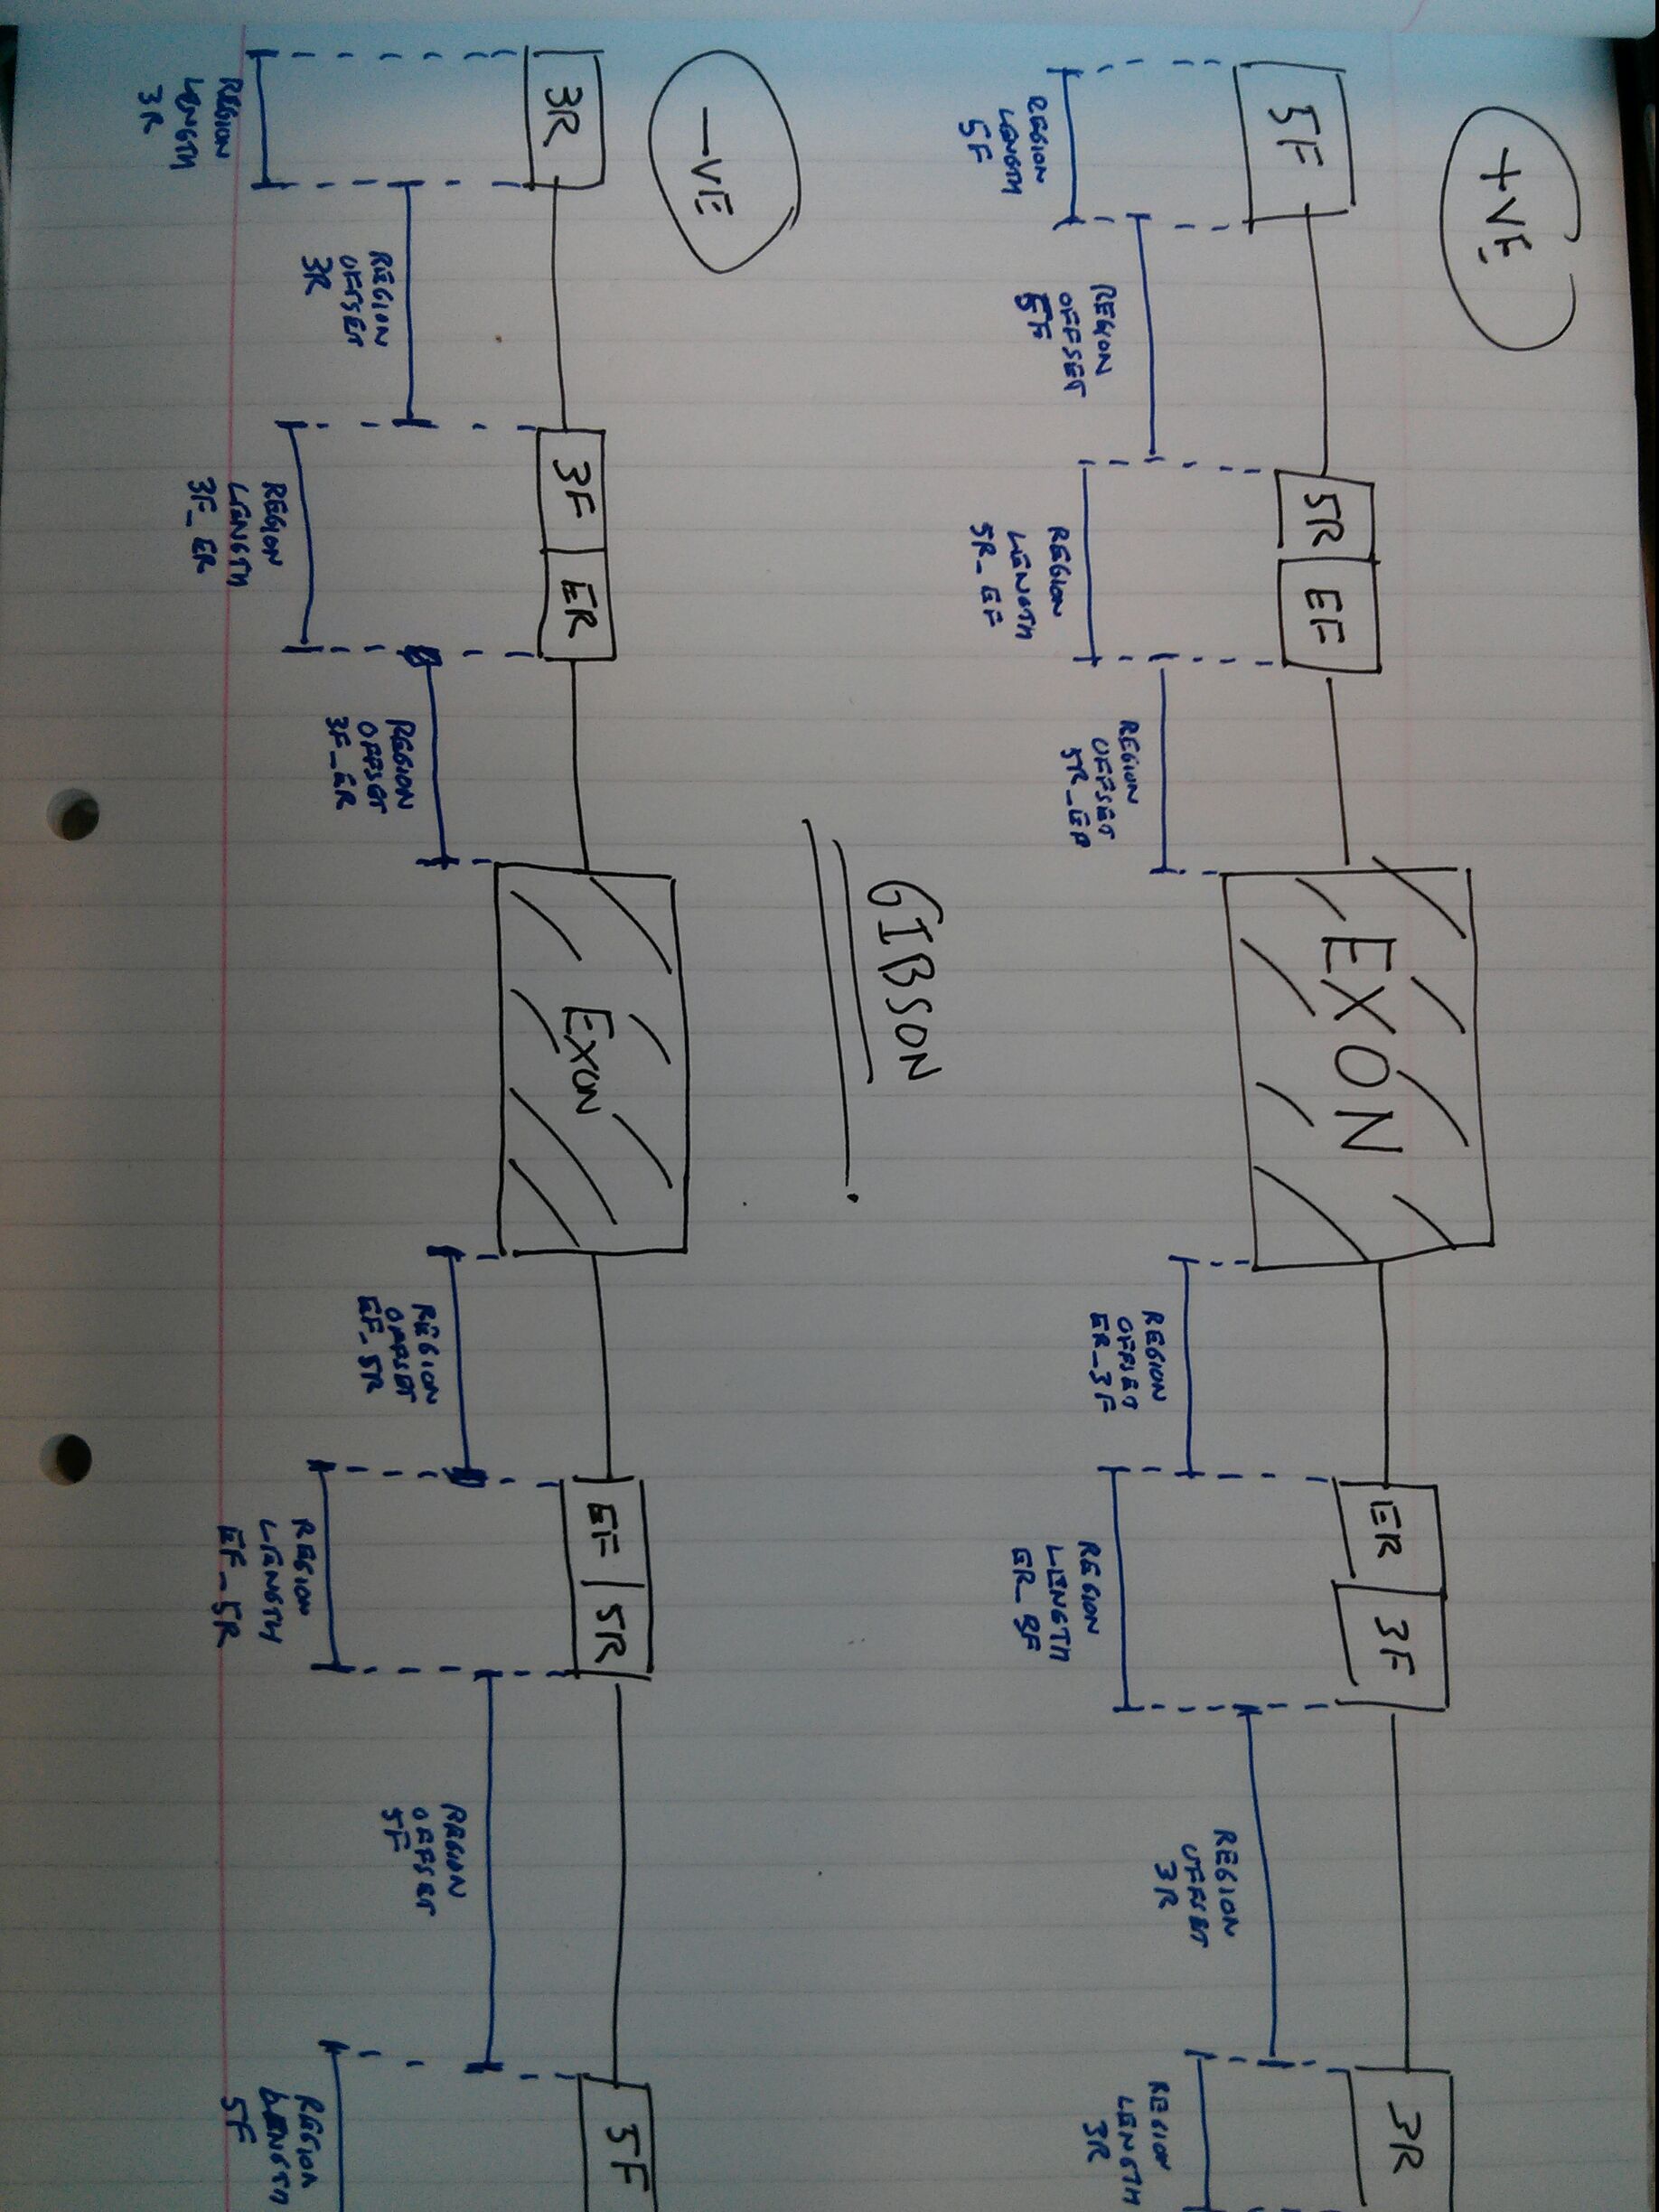 +VE
5F
5R
EF
EXON
ER
3F
3R
REGION
LENGTH
5F
REGION
OFFSET
5F
REGION
LENGTH
5R_EF
REGION
OFFSET
5R_EF
REGION
OFFSET
ER_3F
REGION
LENGTH
ER_3F
REGION
OFFSET
3R
REGION
LENGTH
3R
GIBSON
-VE
3R
3F
ER
EXON
EF
5R
5F
REGION
LENGTH
3R
REGION
OFFSET
3R
REGION
LENGTH
3F_ER
REGION
OFFSET
3F_ER
REGION
OFFSET
EF_5R
REGION
LENGTH
EF_5R
REGION
OFFSET
5F
REGION
LENGTH
5F